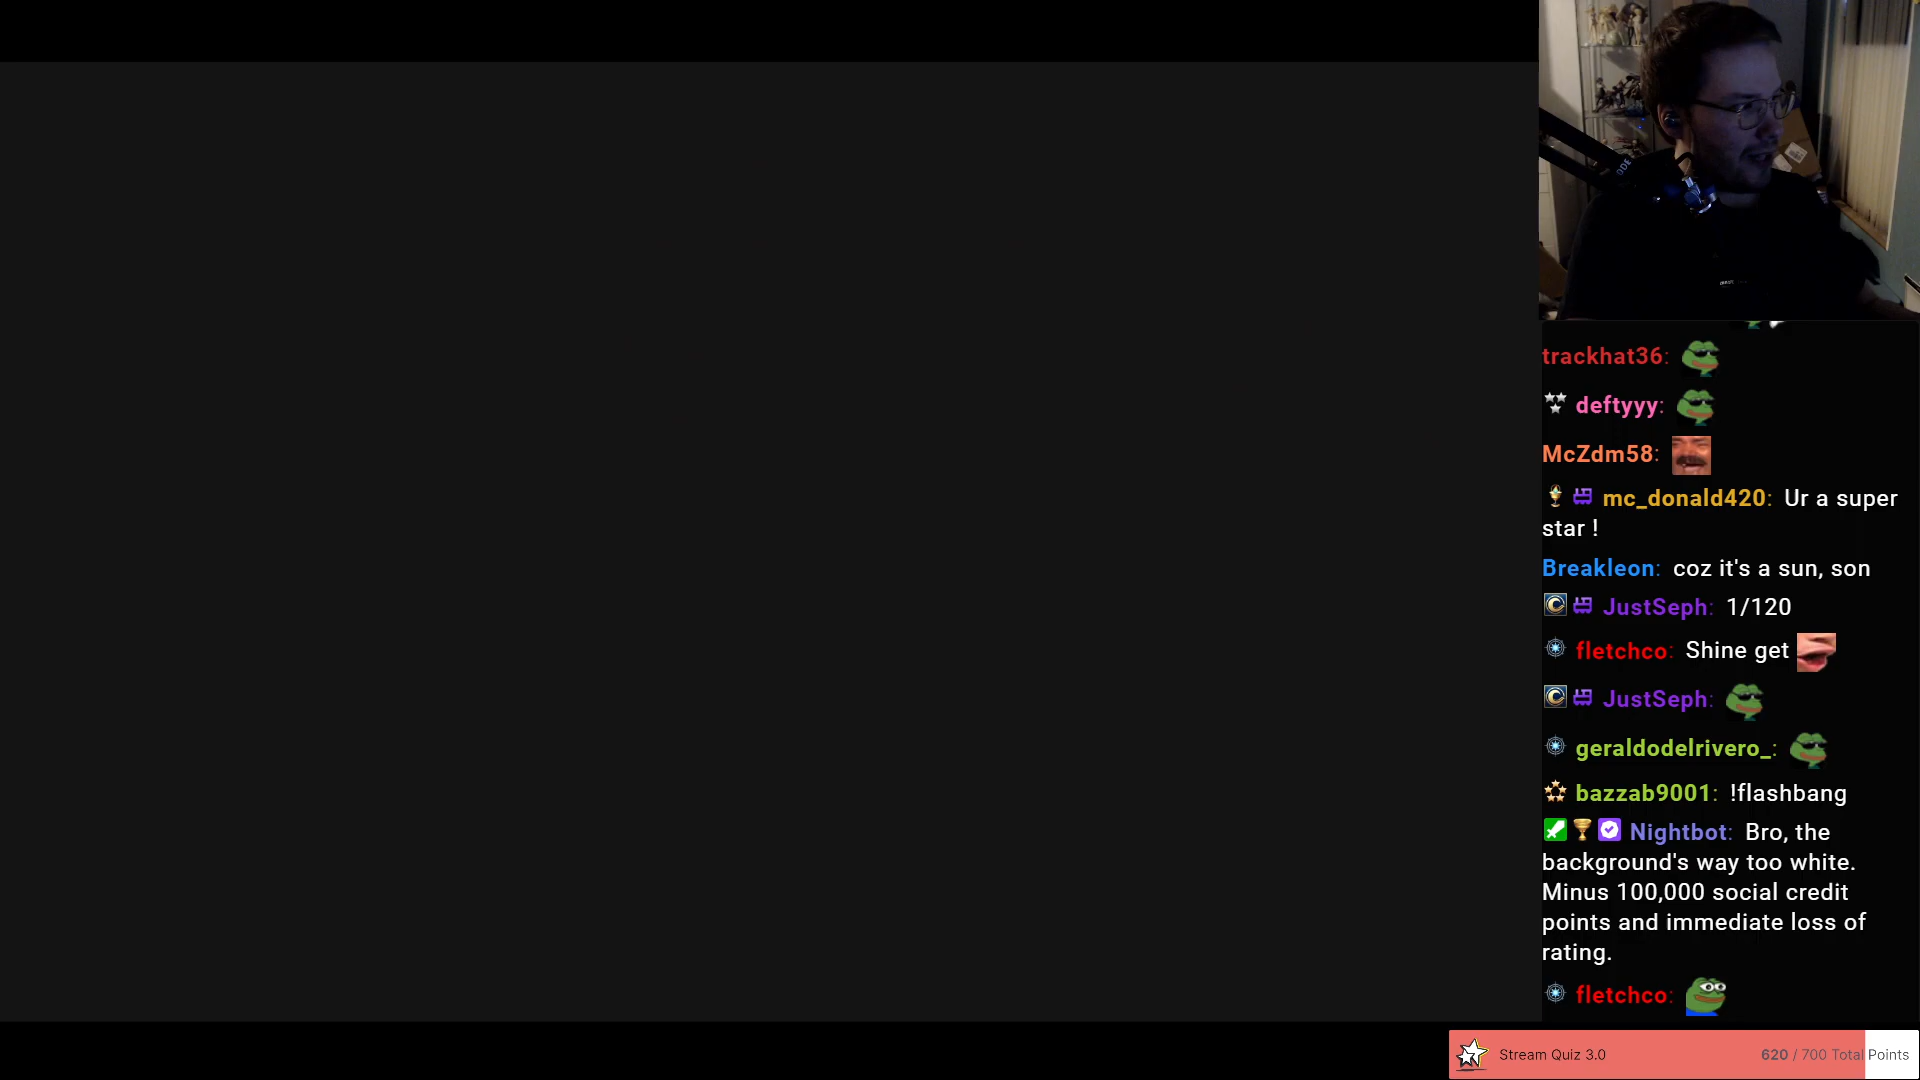 trackhat36:
deftyyy:
McZdm58:
mc_donald420: Ur a super
star !
Breakleon: coz it's a sun, son
JustSeph: 1/120
fletchco: Shine get
JustSeph:
geraldodelrivero_:
bazzab9001: !flashbang
Nightbot: Bro, the
background's way too white.
Minus 100,000 social credit
points and immediate loss of
rating.
fletchco:
Stream Quiz 3.0 620 / 700 Total Points